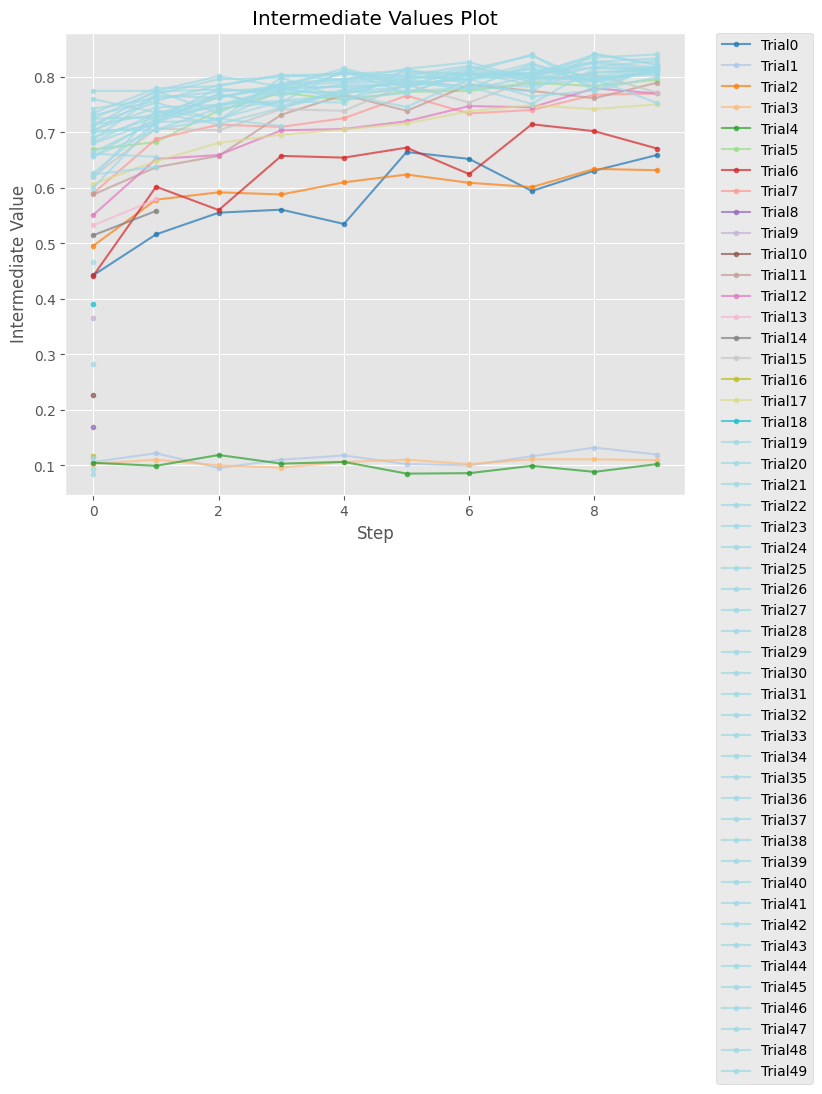 Intermediate Values Plot
Intermediate Value
0.8
0.7
0.6
0.5
0.4
0.3
0.2
0.1
0 2 4 6 8
Step
Trial0
Trial1
Trial2
Trial3
Trial4
Trial5
Trial6
Trial7
Trial8
Trial9
Trial10
Trial11
Trial12
Trial13
Trial14
Trial15
Trial16
Trial17
Trial18
Trial19
Trial20
Trial21
Trial22
Trial23
Trial24
Trial25
Trial26
Trial27
Trial28
Trial29
Trial30
Trial31
Trial32
Trial33
Trial34
Trial35
Trial36
Trial37
Trial38
Trial39
Trial40
Trial41
Trial42
Trial43
Trial44
Trial45
Trial46
Trial47
Trial48
Trial49